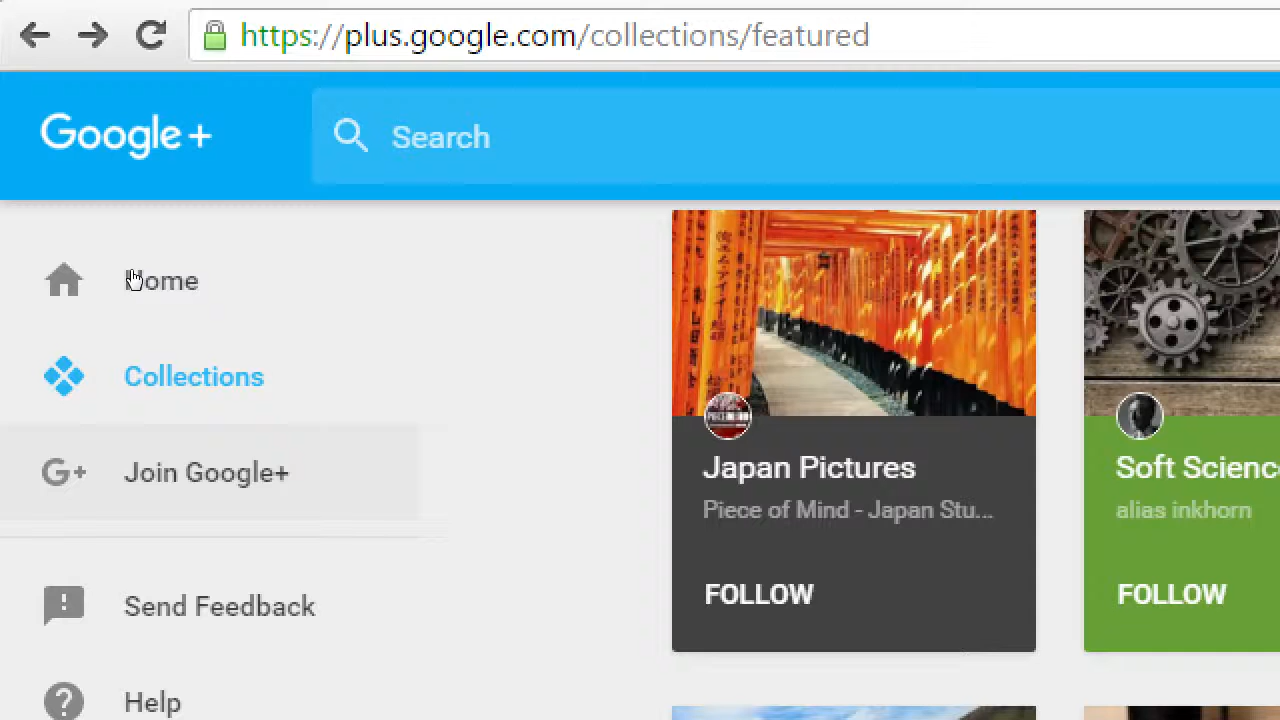 https://plus.google.com/collections/featured
Google+
Search
Home
Collections
G+ Join Google+
Send Feedback
Help
Japan Pictures
Piece of Mind - Japan Stu...
FOLLOW
Soft Scienc
alias inkhorn
FOLLOW